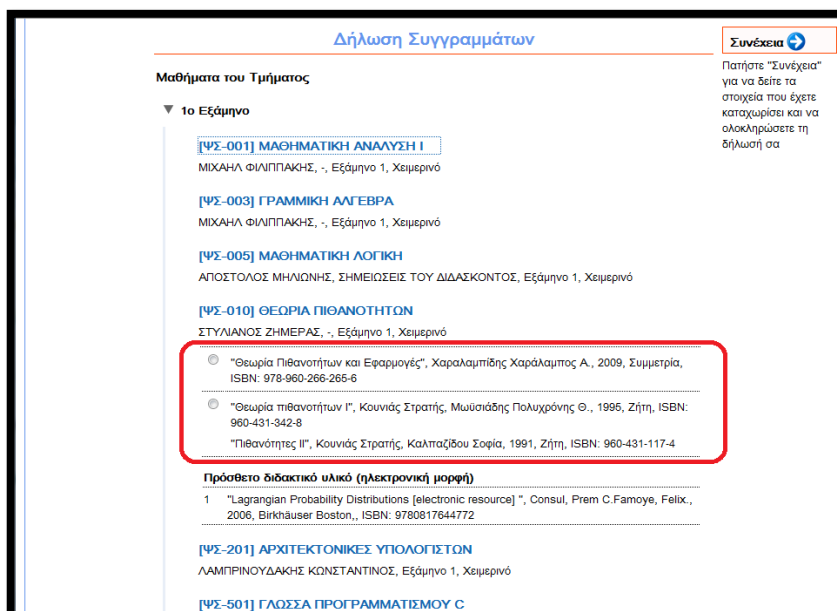 Δήλωση Συγγραμμάτων
Συνέχεια
Πατήστε "Συνέχεια"
για να δείτε τα
στοιχεία που έχετε
καταχωρίσει και να
ολοκληρώσετε τη
δήλωσή σα
Μαθήματα του Τμήματος
1ο Εξάμηνο
[ΨΣ-001] ΜΑΘΗΜΑΤΙΚΗ ΑΝΑΛΥΣΗ Ι
ΜΙΧΑΗΛ ΦΙΛΙΠΠΑΚΗΣ, -, Εξάμηνο 1, Χειμερινό
[ΨΣ-003] ΓΡΑΜΜΙΚΗ ΑΛΓΕΒΡΑ
ΜΙΧΑΗΛ ΦΙΛΙΠΠΑΚΗΣ, -, Εξάμηνο 1, Χειμερινό
[ΨΣ-005] ΜΑΘΗΜΑΤΙΚΗ ΛΟΓΙΚΗ
ΑΠΟΣΤΟΛΟΣ ΜΗΛΙΩΝΗΣ, ΣΗΜΕΙΩΣΕΙΣ ΤΟΥ ΔΙΔΑΣΚΟΝΤΟΣ, Εξάμηνο 1, Χειμερινό
[ΨΣ-010] ΘΕΩΡΙΑ ΠΙΘΑΝΟΤΗΤΩΝ
ΣΤΥΛΙΑΝΟΣ ΖΗΜΕΡΑΣ, -, Εξάμηνο 1, Χειμερινό
"Θεωρία Πιθανοτήτων και Εφαρμογές", Χαραλαμπίδης Χαράλαμπος Α., 2009, Συμμετρία,
ISBN: 978-960-266-265-6
"Θεωρία πιθανοτήτων Ι", Κουνιάς Στρατής, Μωϋσιάδης Πολυχρόνης Θ., 1995, Ζήτη, ISBN:
960-431-342-8
"Πιθανότητες ΙΙ", Κουνιάς Στρατής, Καλπαζίδου Σοφία, 1991, Ζήτη, ISBN: 960-431-117-4
Πρόσθετο διδακτικό υλικό (ηλεκτρονική μορφή)
1 "Lagrangian Probability Distributions [electronic resource] ", Consul, Prem C.Famoye, Felix.,
2006, Birkhäuser Boston,, ISBN: 9780817644772
[ΨΣ-201] ΑΡΧΙΤΕΚΤΟΝΙΚΕΣ ΥΠΟΛΟΓΙΣΤΩΝ
ΛΑΜΠΡΙΝΟΥΔΑΚΗΣ ΚΩΝΣΤΑΝΤΙΝΟΣ, Εξάμηνο 1, Χειμερινό
[ΨΣ-501] ΓΛΩΣΣΑ ΠΡΟΓΡΑΜΜΑΤΙΣΜΟΥ C